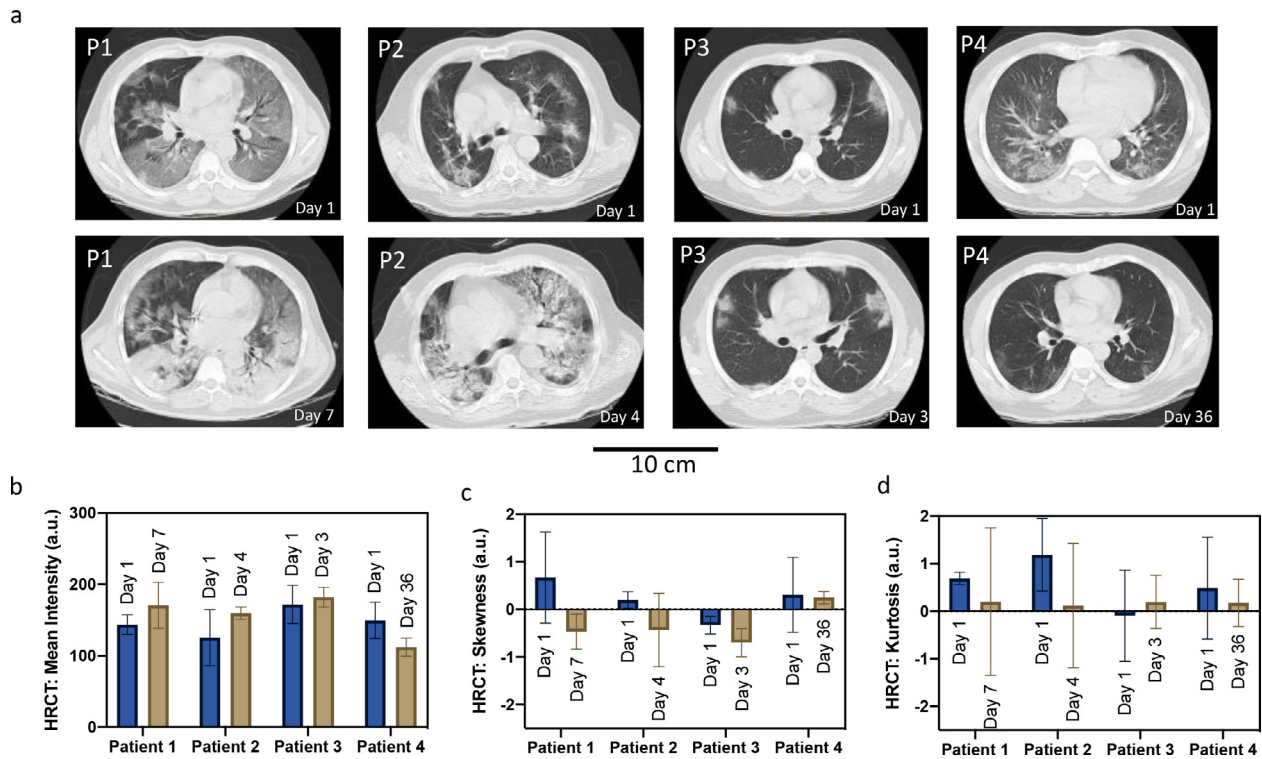 a
P1
Day 1
P2
Day 1
P3
Day 1
P4
Day 1
P1
Day 7
P2
Day 4
P3
Day 3
P4
Day 36
10 cm
b
HRCT: Mean Intensity (a.u.)
300
200
100
0
Day 1
Day 7
Day 1
Day 4
Day 1
Day 3
Day 1
Day 36
Patient 1
Patient 2
Patient 3
Patient 4
c
HRCT: Skewness (a.u.)
2
1
0
-1
-2
Day 1
Day 7
Day 1
Day 4
Day 1
Day 3
Day 1
Day 36
Patient 1
Patient 2
Patient 3
Patient 4
d
HRCT: Kurtosis (a.u.)
2
1
0
-1
-2
Day 1
Day 7
Day 1
Day 4
Day 1
Day 3
Day 1
Day 36
Patient 1
Patient 2
Patient 3
Patient 4